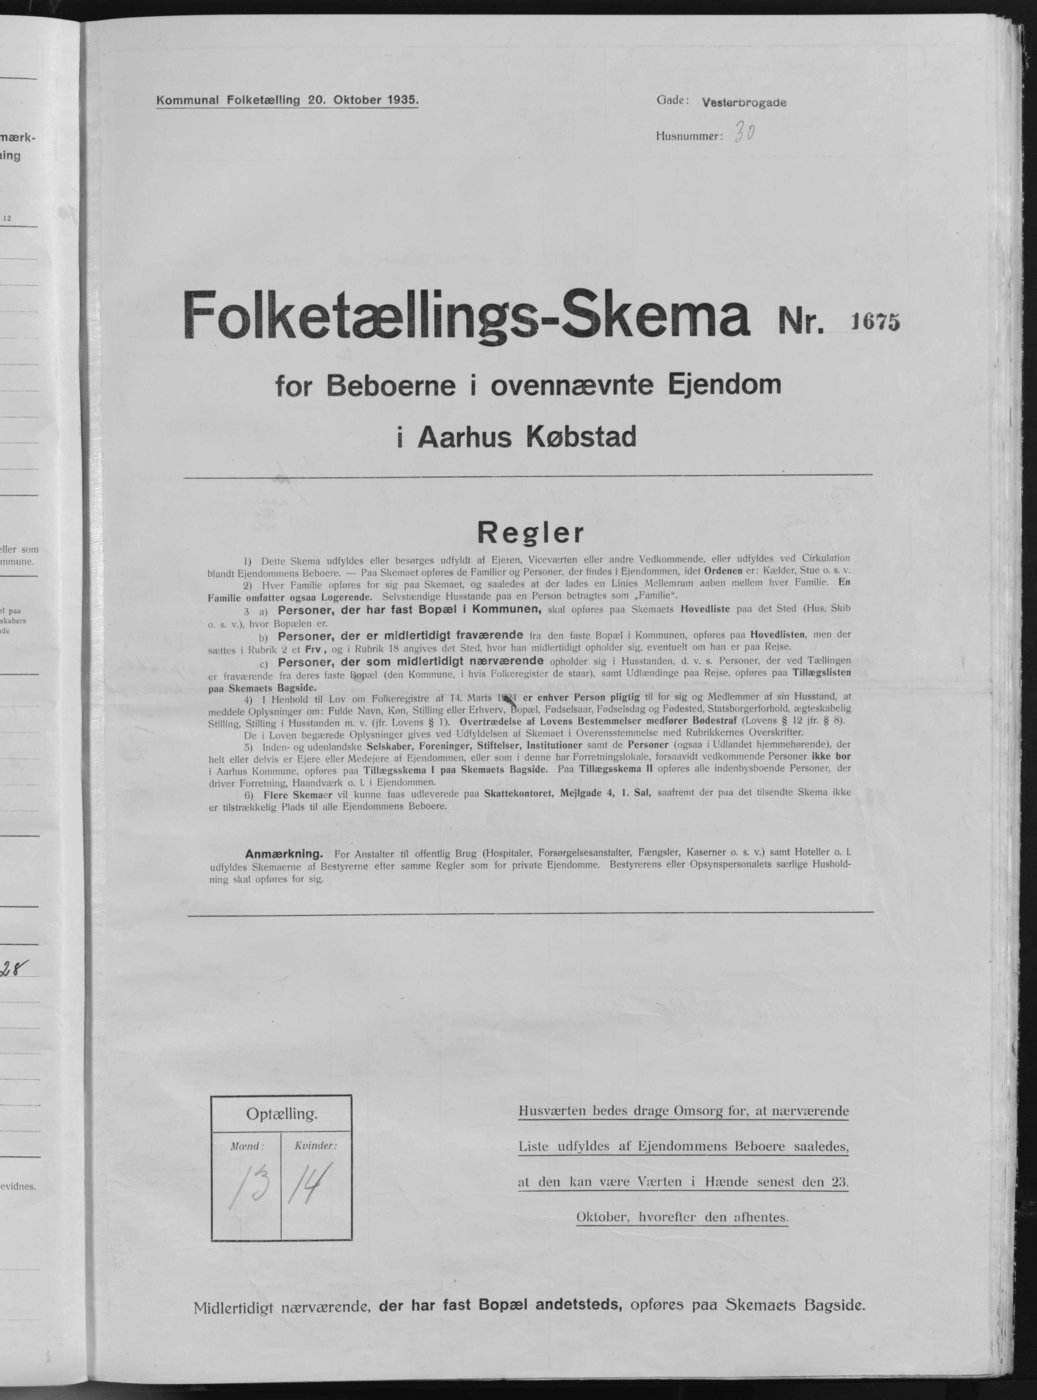 Kommunal Folketælling 20. Oktober 1935.
Gade: Vesterbrogade
Husnummer: 30
Folketællings-Skema Nr. 1675
for Beboerne i ovennævnte Ejendom
i Aarhus Købstad
Regler
1) Dette Skema udfyldes eller besørges udfyldt af Ejeren, Viceværten eller andre Vedkommende, eller udfyldes ved Cirkulation
blandt Ejendommens Beboere. — Paa Skemaet opføres de Familier og Personer, der findes i Ejendommen, idet Ordenen er: Kælder, Stue o. s. v.
2) Hver Familie opføres for sig paa Skemaet, og saaledes at der lades en Linies Mellemrum aaben mellem hver Familie. En
Familie omfatter ogsaa Logerende. Selvstændige Husstande paa en Person betragtes som „Familie“.
3 a) Personer, der har fast Bopæl i Kommunen, skal opføres paa Skemaets Hovedliste paa det Sted (Hus, Skib
o. s. v.), hvor Bopælen er.
b) Personer, der er midlertidigt fraværende fra den faste Bopæl i Kommunen, opføres paa Hovedlisten, men der
sættes i Rubrik 2 et Frv, og i Rubrik 18 angives det Sted, hvor han midlertidigt opholder sig, eventuelt om han er paa Rejse.
c) Personer, der som midlertidigt nærværende opholder sig i Husstanden, d. v. s. Personer, der ved Tællingen
er fraværende fra deres faste Bopæl (den Kommune, i hvis Folkeregister de staar), samt Udlændinge paa Rejse, opføres paa Tillægslisten
paa Skemaets Bagside.
4) I Henhold til Lov om Folkeregistre af 14. Marts 1924 er enhver Person pligtig til for sig og Medlemmer af sin Husstand, at
meddele Oplysninger om: Fulde Navn, Køn, Stilling eller Erhverv, Bopæl, Fødselsaar, Fødselsdag og Fødested, Statsborgerforhold, ægteskabelig
Stilling, Stilling i Husstanden m. v. (jfr. Lovens § 1). Overtrædelse af Lovens Bestemmelser medfører Bødestraf (Lovens § 12 jfr. § 8).
De i Loven begærede Oplysninger gives ved Udfyldelsen af Skemaet i Overensstemmelse med Rubrikkernes Overskrifter.
5) Inden- og udenlandske Selskaber, Foreninger, Stiftelser, Institutioner samt de Personer (ogsaa i Udlandet hjemmehørende), der
helt eller delvis er Ejere eller Medejere af Ejendommen, eller som i denne har Forretningslokale, forsaavidt vedkommende Personer ikke bor
i Aarhus Kommune, opføres paa Tillægsskema I paa Skemaets Bagside. Paa Tillægsskema II opføres alle indenbysboende Personer, der
driver Forretning, Haandværk o. l. i Ejendommen.
6) Flere Skemaer vil kunne faas udleverede paa Skattekontoret, Mejlgade 4, 1. Sal, saafremt der paa det tilsendte Skema ikke
er tilstrækkelig Plads til alle Ejendommens Beboere.
Anmærkning. For Anstalter til offentlig Brug (Hospitaler, Forsørgelsesanstalter, Fængsler, Kaserner o. s. v.) samt Hoteller o. l.
udfyldes Skemaerne af Bestyrerne efter samme Regler som for private Ejendomme. Bestyrerens eller Opsynspersonalets særlige Hushold-
ning skal opføres for sig.
Optælling.
Mænd: Kvinder:
13 14
Husværten bedes drage Omsorg for, at nærværende
Liste udfyldes af Ejendommens Beboere saaledes,
at den kan være Værten i Hænde senest den 23.
Oktober, hvorefter den afhentes.
Midlertidigt nærværende, der har fast Bopæl andetsteds, opføres paa Skemaets Bagside.
mærk-
ning
12
eller som
mmune.
el paa
skabers
de
28
evidnes.